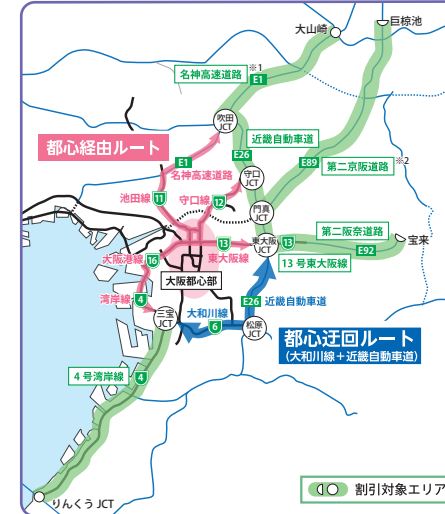 大山崎
巨椋池
名神高速道路
※1
E1
吹田
JCT
近畿自動車道
都心経由ルート
E26
守口
JCT
E89
第二京阪道路
※2
E1
名神高速道路
池田線
11
守口線
12
門真
JCT
第二阪奈道路
宝来
大阪港線
16
13
東大阪線
東大阪
JCT
13
E92
13号東大阪線
大阪都心部
湾岸線
4
三宝
JCT
大和川線
6
E26
近畿自動車道
松原
JCT
都心迂回ルート
(大和川線+近畿自動車道)
4号湾岸線
4
りんくうJCT
割引対象エリア